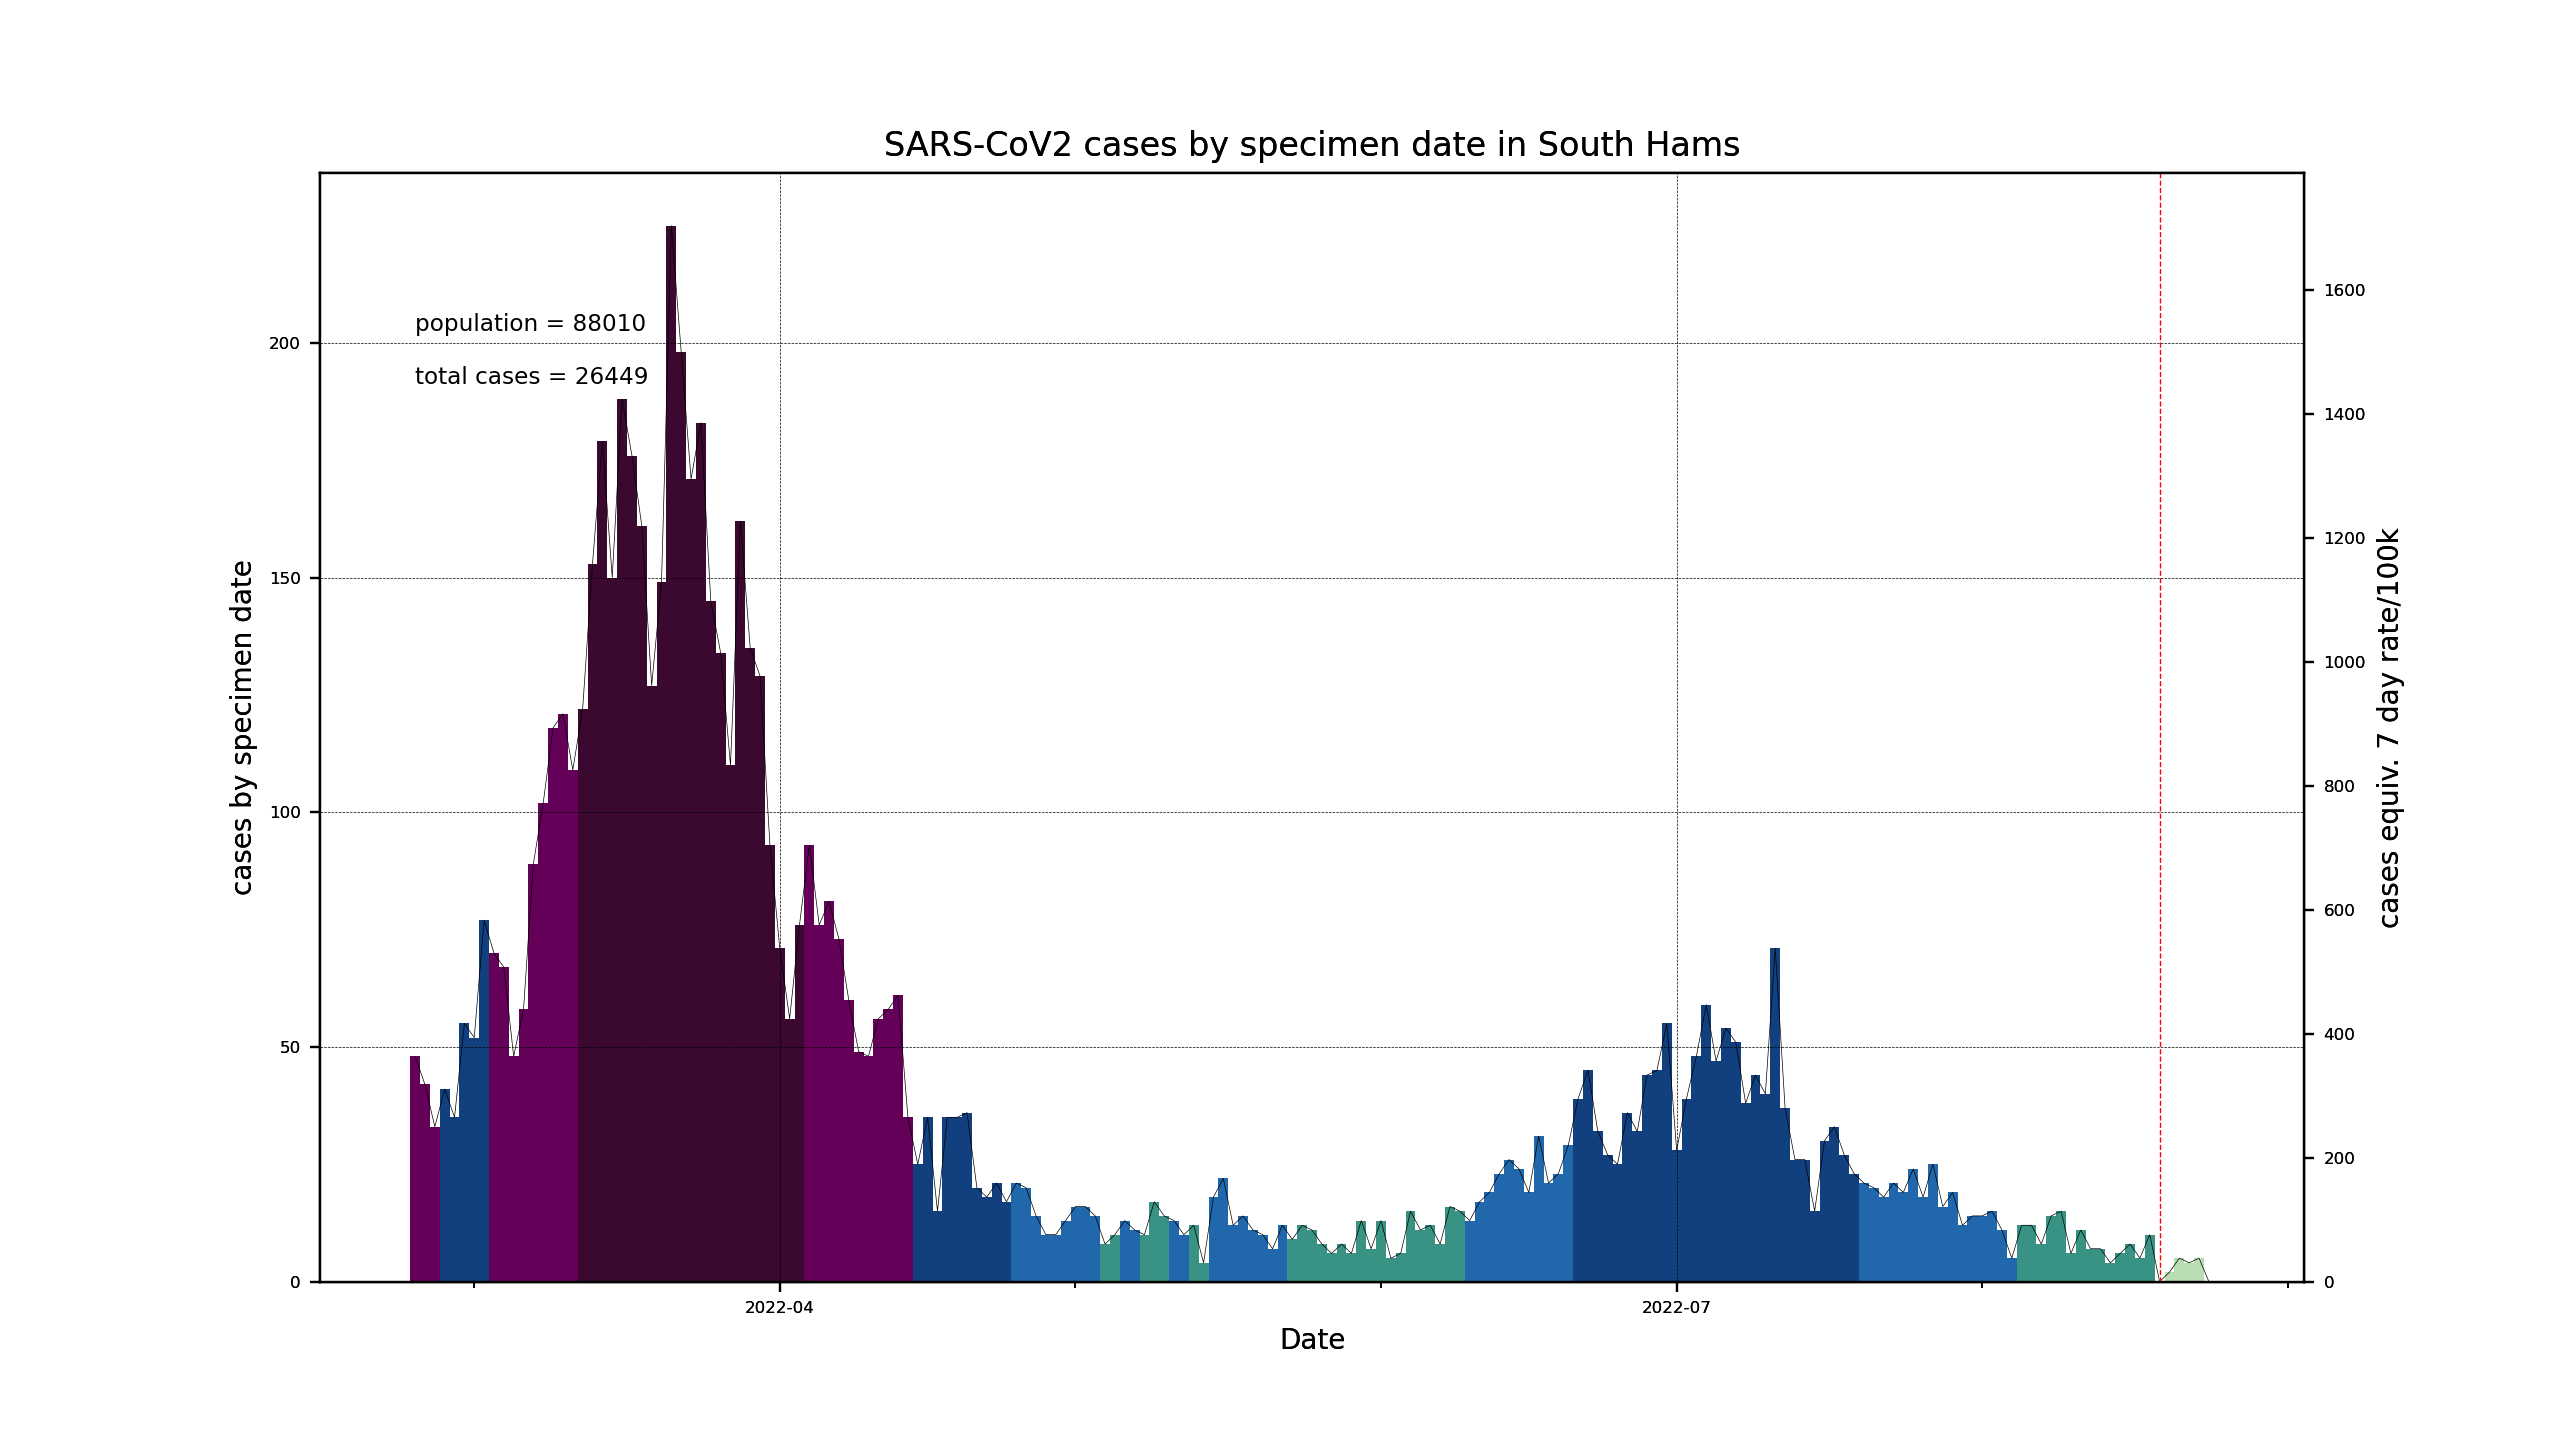 SARS-CoV2 cases by specimen date in South Hams
population = 88010
total cases = 26449
cases by specimen date
200
150
100
50
0
1600
1400
1200
1000
800
600
400
200
0
cases equiv. 7 day rate/100k
2022-04
2022-07
Date